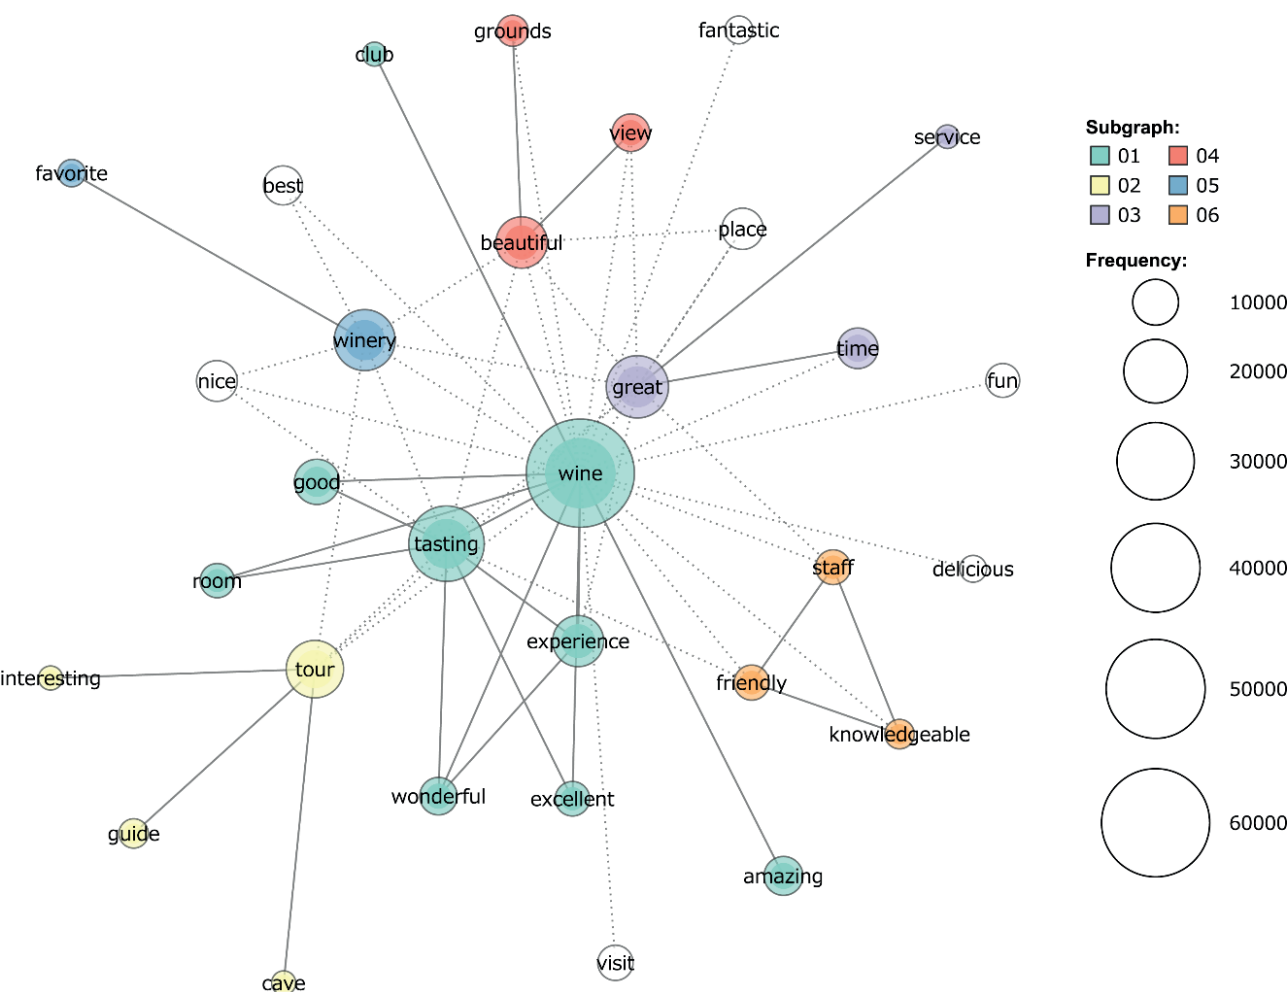 grounds
fantastic
club
view
service
favorite
best
place
beautiful
winery
time
nice
great
fun
wine
good
tasting
staff
delicious
room
experience
tour
interesting
friendly
knowledgeable
wonderful
excellent
guide
amazing
visit
cave
Subgraph:
01 04
02 05
03 06
Frequency:
10000
20000
30000
40000
50000
60000